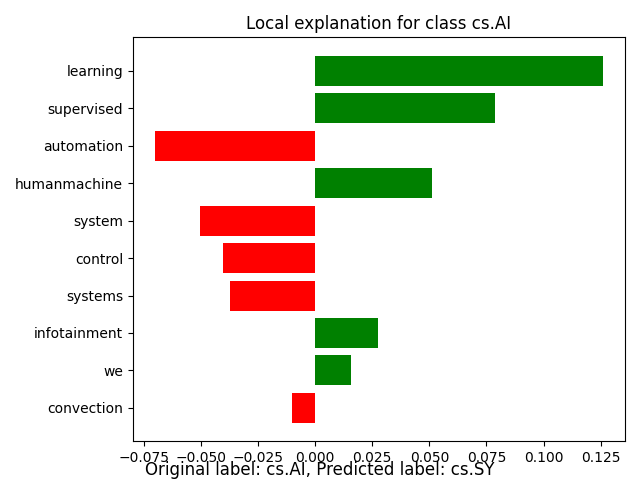 Local explanation for class cs.AI
learning
supervised
automation
humanmachine
system
control
systems
infotainment
we
convection
−0.075 −0.050 −0.025 0.000 0.025 0.050 0.075 0.100 0.125
Original label: cs.AI, Predicted label: cs.SY